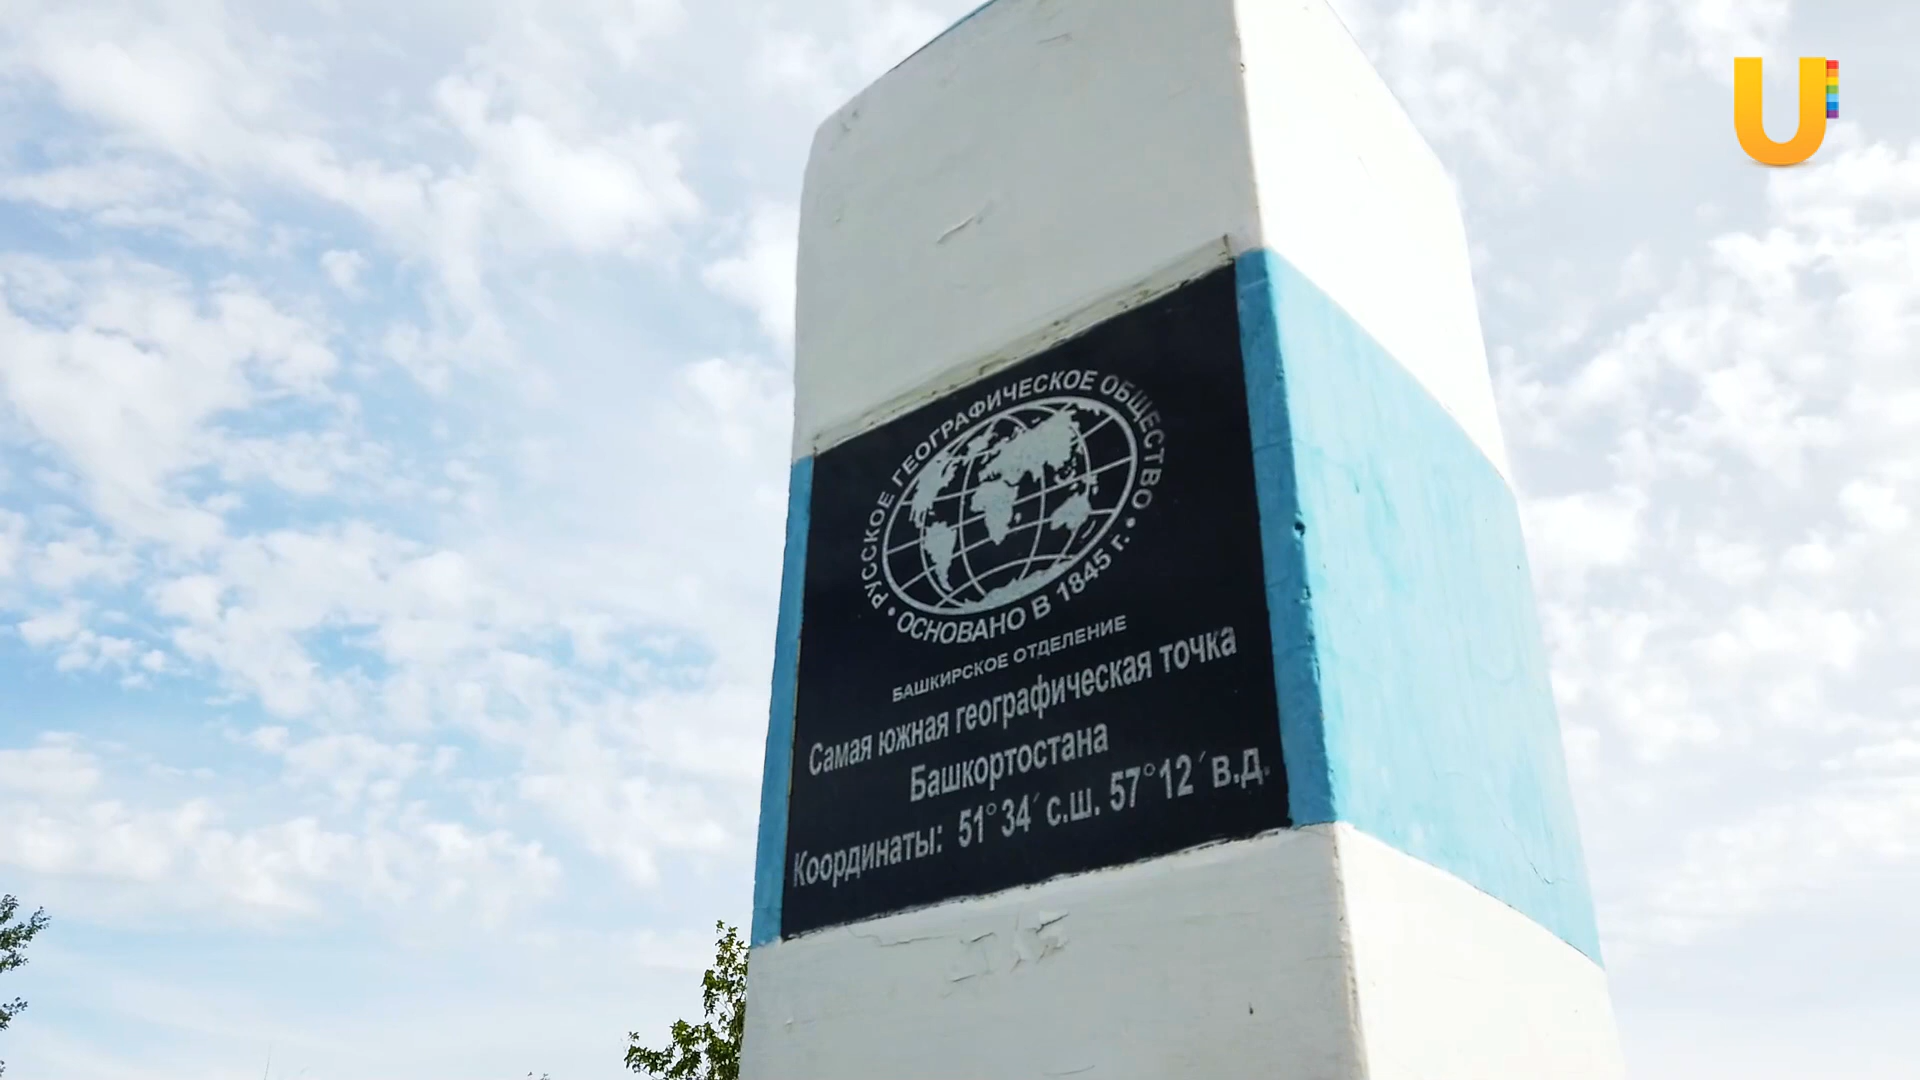 U
• РУССКОЕ ГЕОГРАФИЧЕСКОЕ ОБЩЕСТВО •
ОСНОВАНО В 1845 г.
БАШКИРСКОЕ ОТДЕЛЕНИЕ
Самая южная географическая точка
Башкортостана
Координаты: 51°34′ с.ш. 57°12′ в.д.